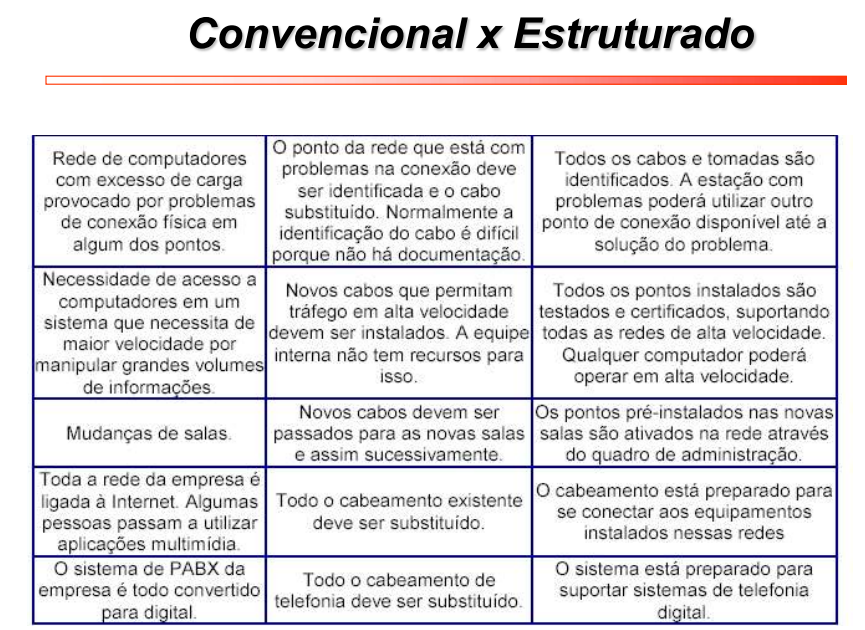 Convencional x Estruturado
Rede de computadores
com excesso de carga
provocado por problemas
de conexão física em
algum dos pontos.
O ponto da rede que está com
problemas na conexão deve
ser identificada e o cabo
substituído. Normalmente a
identificação do cabo é difícil
porque não há documentação.
Todos os cabos e tomadas são
identificados. A estação com
problemas poderá utilizar outro
ponto de conexão disponível até a
solução do problema.
Necessidade de acesso a
computadores em um
sistema que necessita de
maior velocidade por
manipular grandes volumes
de informações.
Novos cabos que permitam
tráfego em alta velocidade
devem ser instalados. A equipe
interna não tem recursos para
isso.
Todos os pontos instalados são
testados e certificados, suportando
todas as redes de alta velocidade.
Qualquer computador poderá
operar em alta velocidade.
Mudanças de salas.
Novos cabos devem ser
passados para as novas salas
e assim sucessivamente.
Os pontos pré-instalados nas novas
salas são ativados na rede através
do quadro de administração.
Toda a rede da empresa é
ligada à Internet. Algumas
pessoas passam a utilizar
aplicações multimídia.
Todo o cabeamento existente
deve ser substituído.
O cabeamento está preparado para
se conectar aos equipamentos
instalados nessas redes
O sistema de PABX da
empresa é todo convertido
para digital.
Todo o cabeamento de
telefonia deve ser substituído.
O sistema está preparado para
suportar sistemas de telefonia
digital.